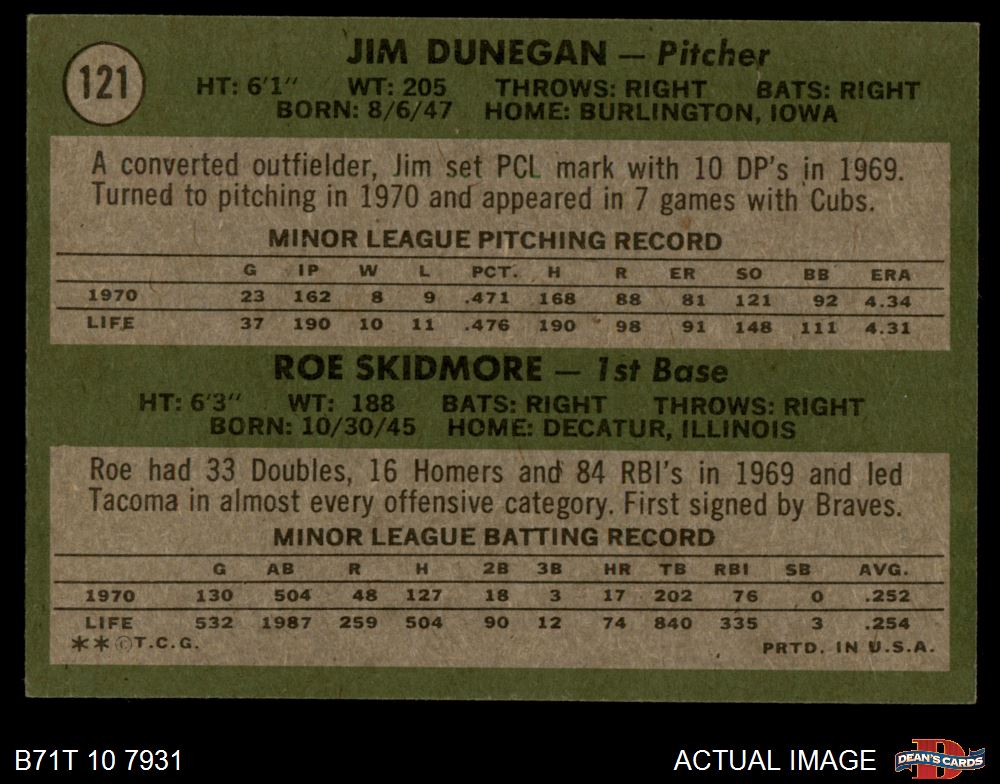 121
JIM DUNEGAN — Pitcher
HT: 6'1" WT: 205 THROWS: RIGHT BATS: RIGHT
BORN: 8/6/47 HOME: BURLINGTON, IOWA
A converted outfielder, Jim set PCL mark with 10 DP's in 1969.
Turned to pitching in 1970 and appeared in 7 games with Cubs.
MINOR LEAGUE PITCHING RECORD
G IP W L PCT. H R ER SO BB ERA
1970 23 162 8 9 .471 168 88 81 121 92 4.34
LIFE 37 190 10 11 .476 190 98 91 148 111 4.31
ROE SKIDMORE — 1st Base
HT: 6'3" WT: 188 BATS: RIGHT THROWS: RIGHT
BORN: 10/30/45 HOME: DECATUR, ILLINOIS
Roe had 33 Doubles, 16 Homers and 84 RBI's in 1969 and led
Tacoma in almost every offensive category. First signed by Braves.
MINOR LEAGUE BATTING RECORD
G AB R H 2B 3B HR TB RBI SB AVG.
1970 130 504 48 127 18 3 17 202 76 0 .252
LIFE 532 1987 259 504 90 12 74 840 335 3 .254
**©T.C.G. PRTD. IN U.S.A.
B71T 10 7931 ACTUAL IMAGE DEAN'S CARDS